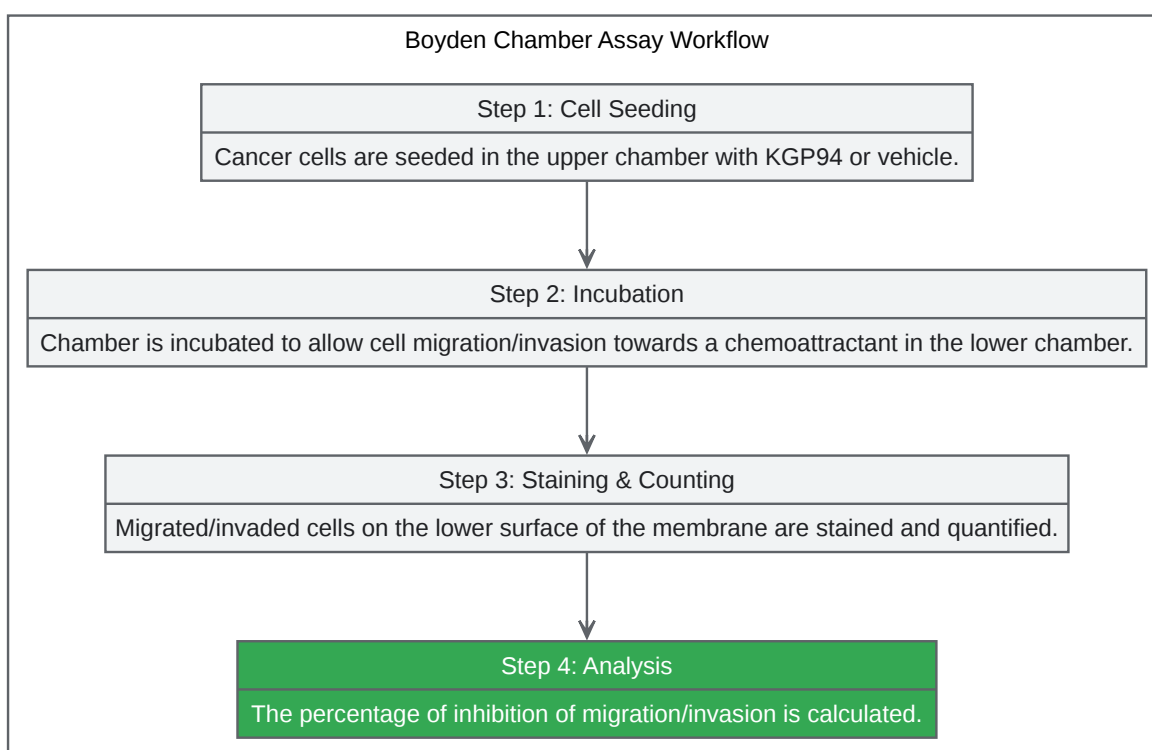 Boyden Chamber Assay Workflow
Step 1: Cell Seeding
Cancer cells are seeded in the upper chamber with KGP94 or vehicle.
Step 2: Incubation
Chamber is incubated to allow cell migration/invasion towards a chemoattractant in the lower chamber.
Step 3: Staining & Counting
Migrated/invaded cells on the lower surface of the membrane are stained and quantified.
Step 4: Analysis
The percentage of inhibition of migration/invasion is calculated.